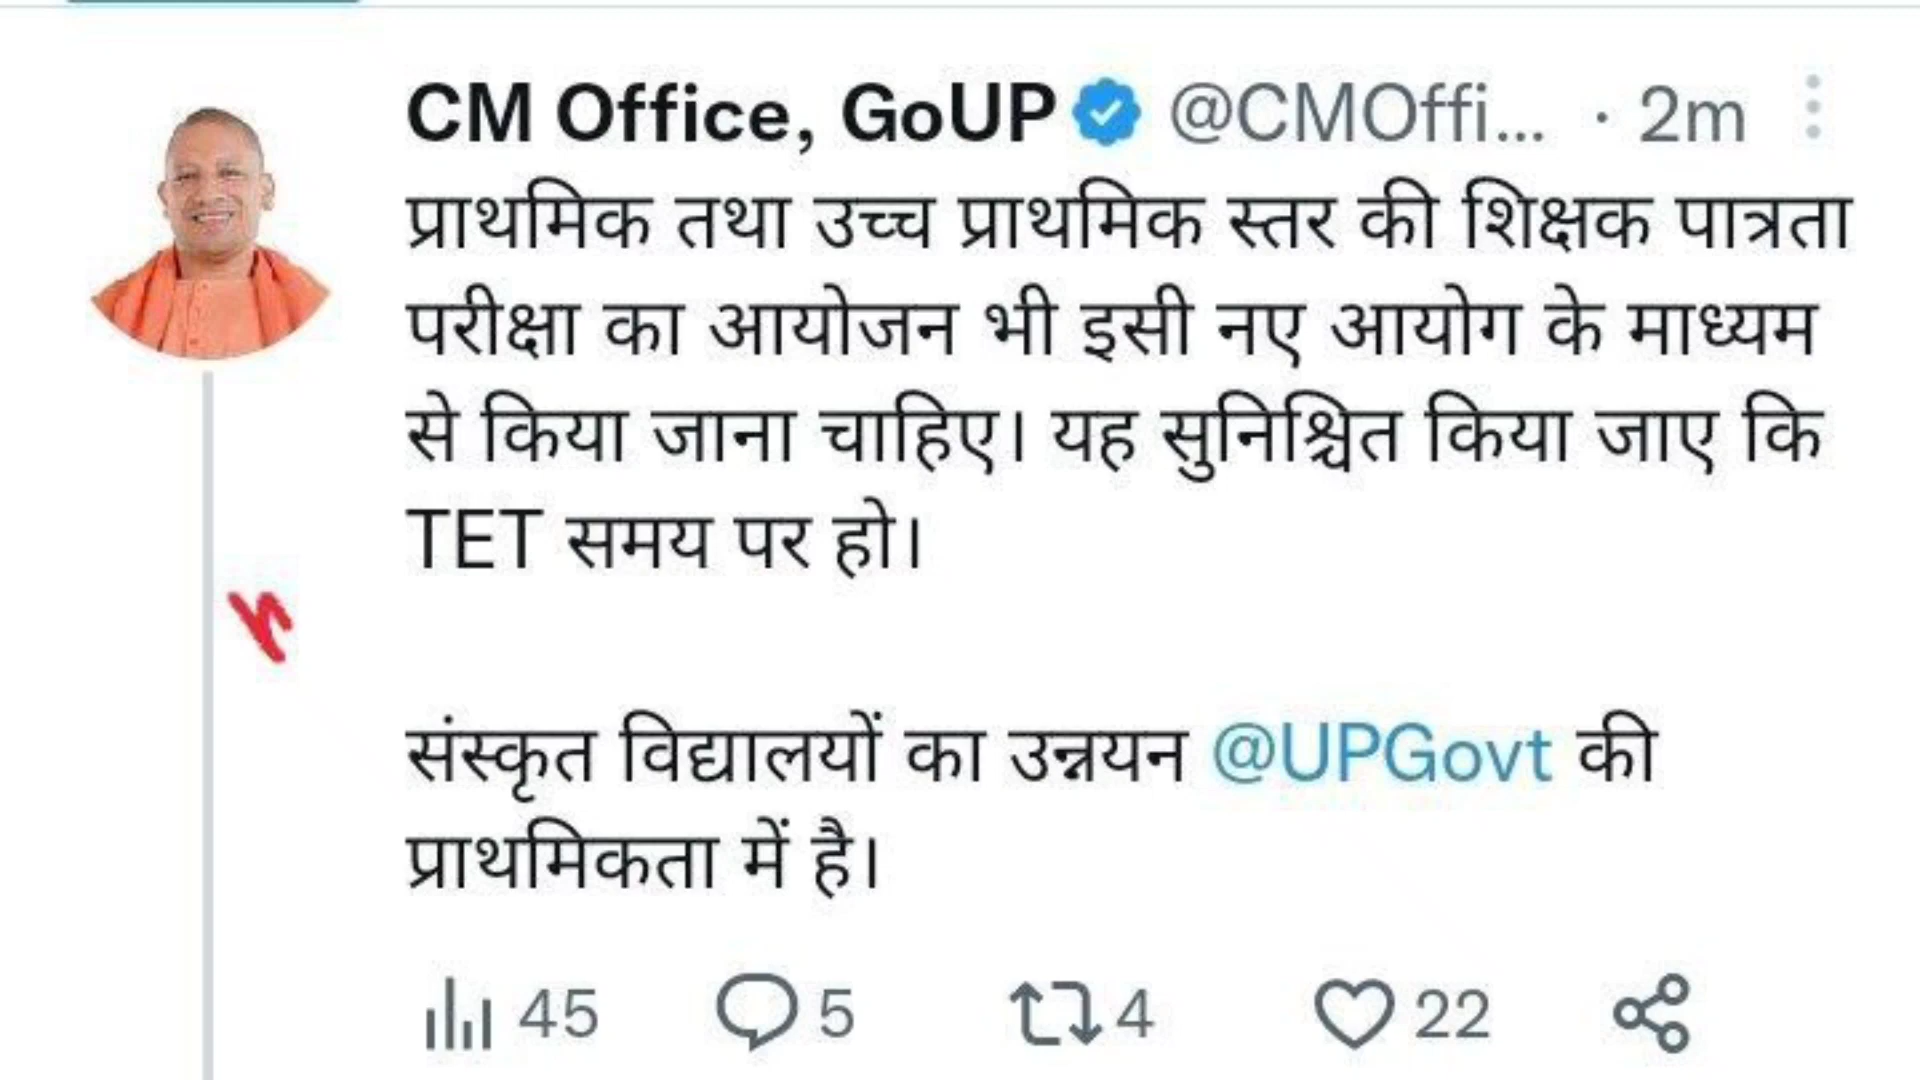 CM Office, GoUP @CMOffi... · 2m
प्राथमिक तथा उच्च प्राथमिक स्तर की शिक्षक पात्रता
परीक्षा का आयोजन भी इसी नए आयोग के माध्यम
से किया जाना चाहिए। यह सुनिश्चित किया जाए कि
TET समय पर हो।
संस्कृत विद्यालयों का उन्नयन @UPGovt की
प्राथमिकता में है।
45 5 4 22